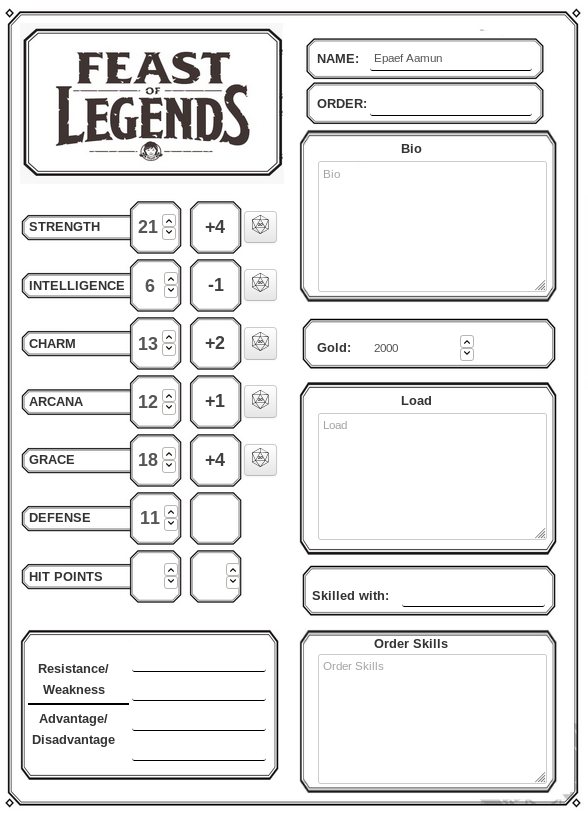 FEAST
OF
LEGENDS
NAME: Epaef Aamun
ORDER:
Bio
Bio
STRENGTH 21 +4
INTELLIGENCE 6 -1
CHARM 13 +2
ARCANA 12 +1
GRACE 18 +4
DEFENSE 11
HIT POINTS
Gold: 2000
Load
Load
Skilled with:
Resistance/
Weakness
Advantage/
Disadvantage
Order Skills
Order Skills